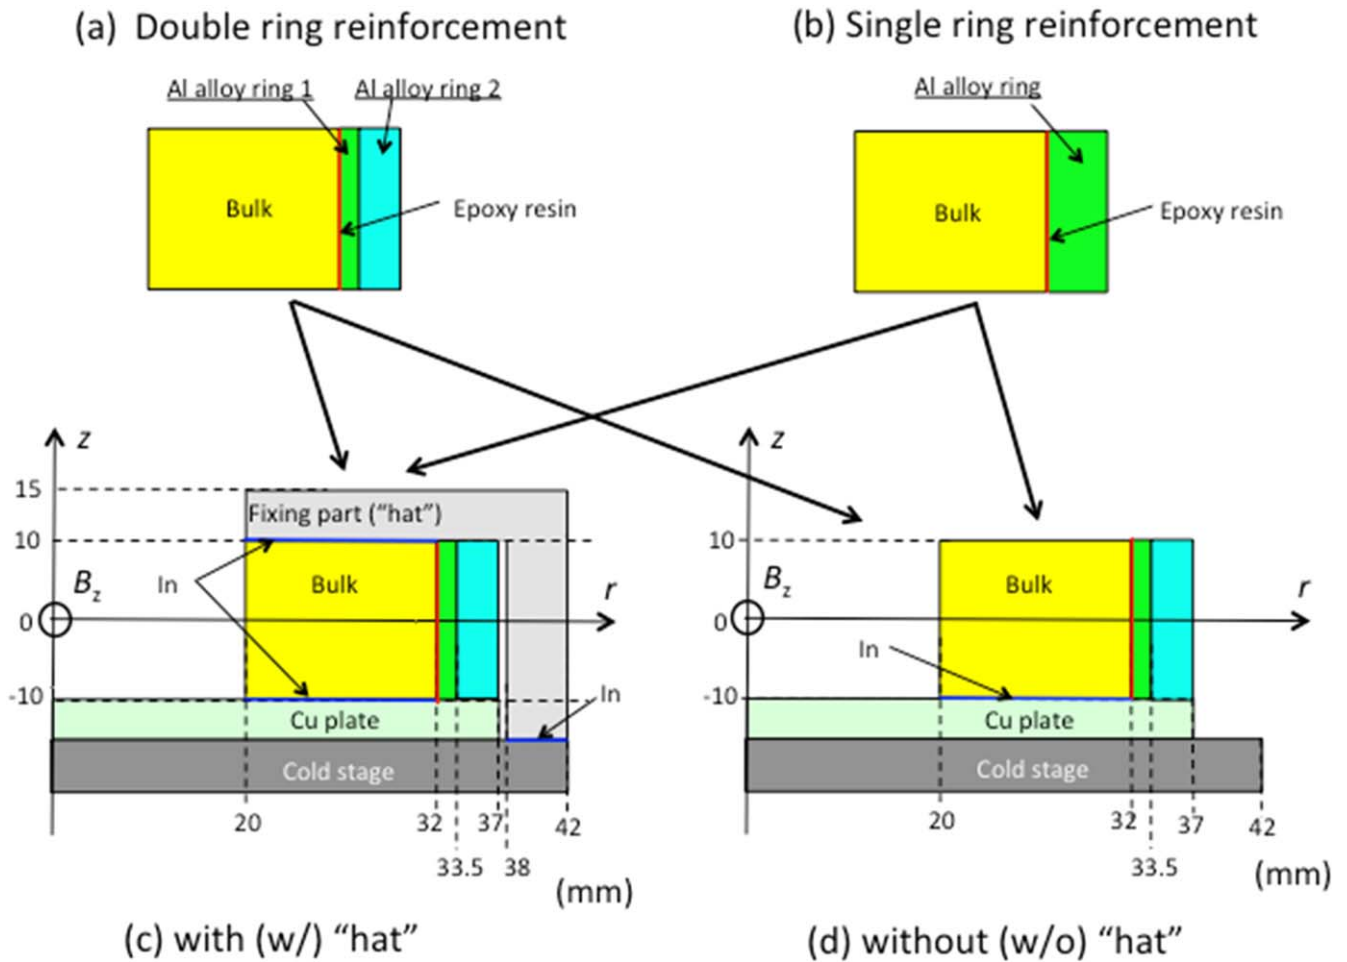 (a) Double ring reinforcement
(b) Single ring reinforcement
Al alloy ring 1
Al alloy ring 2
Al alloy ring
Bulk
Epoxy resin
Bulk
Epoxy resin
z
15
Fixing part (“hat”)
10
In
Bulk
Bz
r
0
-10
In
Cu plate
Cold stage
20
32
37
42
33.5
38
(mm)
z
10
Bz
Bulk
r
0
In
-10
Cu plate
Cold stage
20
32
37
42
33.5
(mm)
(c) with (w/) “hat”
(d) without (w/o) “hat”